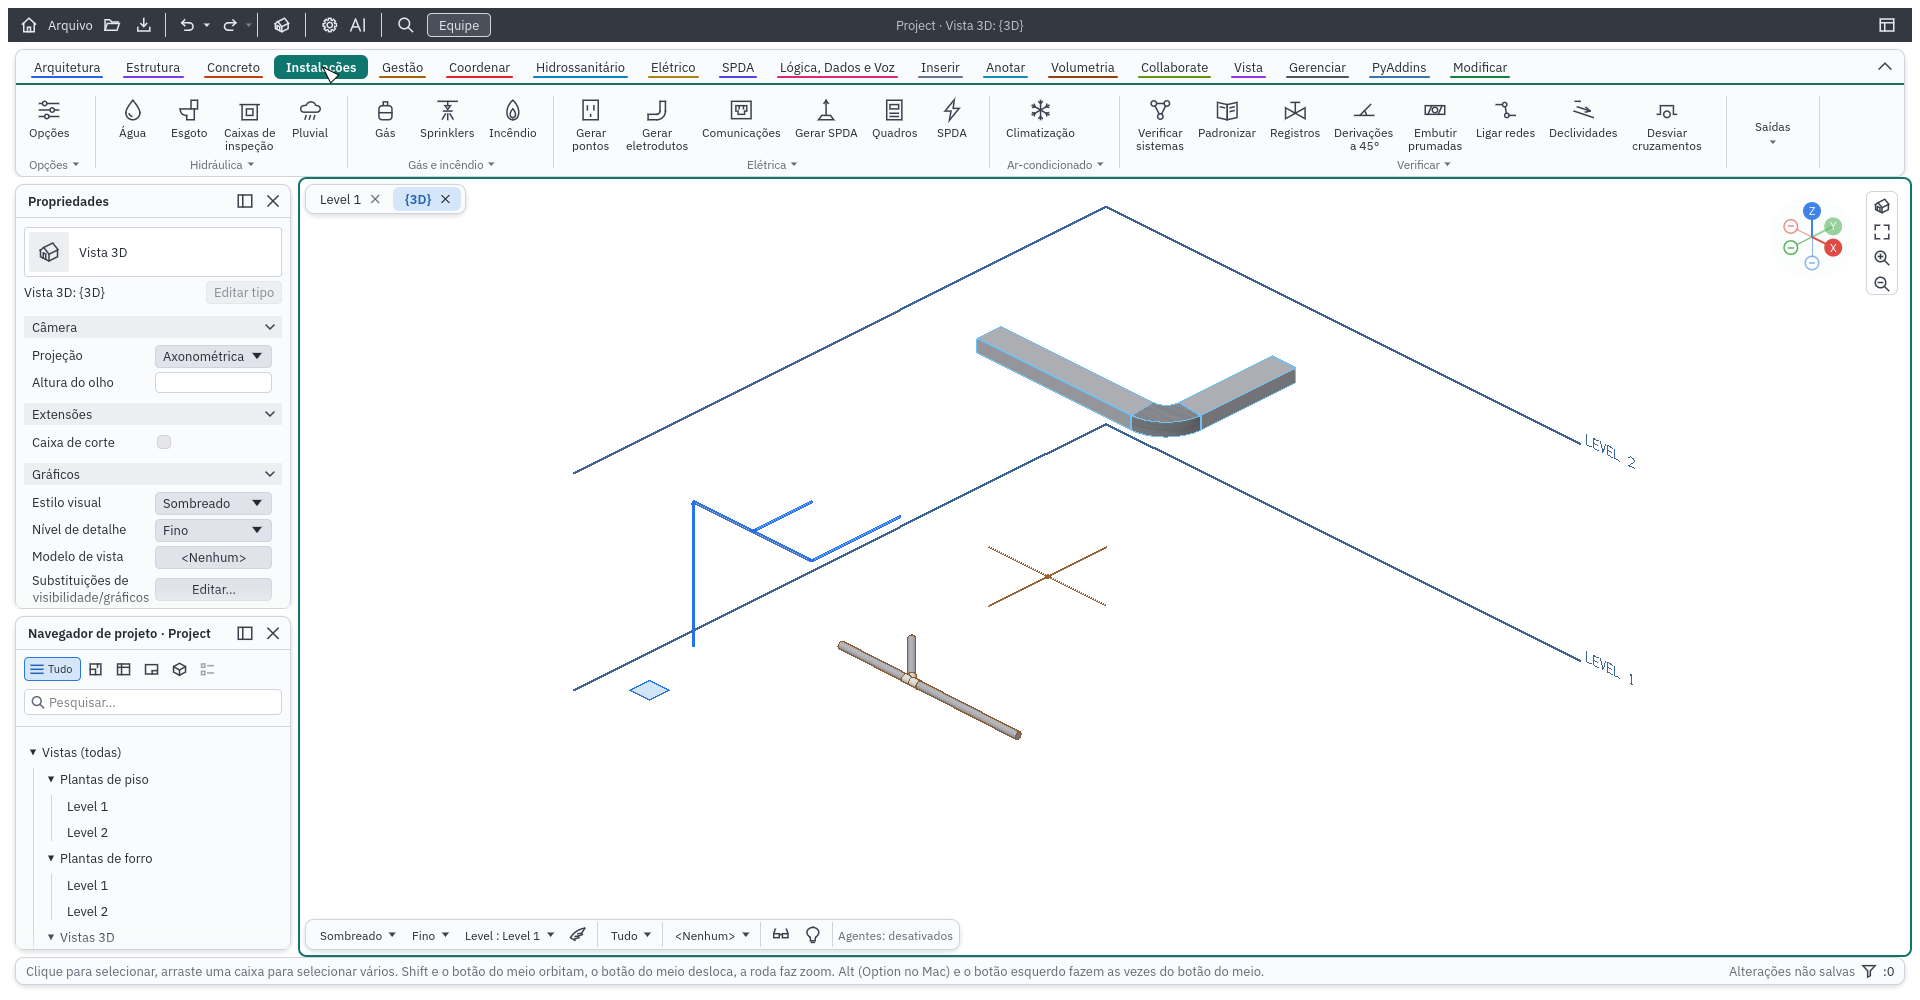 Arquivo
AI
Equipe
Project · Vista 3D: {3D}
Arquitetura
Estrutura
Concreto
Instalações
Gestão
Coordenar
Hidrossanitário
Elétrico
SPDA
Lógica, Dados e Voz
Inserir
Anotar
Volumetria
Collaborate
Vista
Gerenciar
PyAddins
Modificar
Opções
Água
Esgoto
Caixas de
inspeção
Pluvial
Gás
Sprinklers
Incêndio
Gerar
pontos
Gerar
eletrodutos
Comunicações
Gerar SPDA
Quadros
SPDA
Climatização
Verificar
sistemas
Padronizar
Registros
Derivações
a 45°
Embutir
prumadas
Ligar redes
Declividades
Desviar
cruzamentos
Saídas
Opções
Hidráulica
Gás e incêndio
Elétrica
Ar-condicionado
Verificar
Propriedades
Vista 3D
Vista 3D: {3D}
Editar tipo
Câmera
Projeção
Axonométrica
Altura do olho
Extensões
Caixa de corte
Gráficos
Estilo visual
Sombreado
Nível de detalhe
Fino
Modelo de vista
<Nenhum>
Substituições de
visibilidade/gráficos
Editar...
Navegador de projeto · Project
Tudo
Pesquisar...
Vistas (todas)
Plantas de piso
Level 1
Level 2
Plantas de forro
Level 1
Level 2
Vistas 3D
Level 1
{3D}
Z
Y
X
LEVEL 2
LEVEL 1
Sombreado
Fino
Level : Level 1
Tudo
<Nenhum>
Agentes: desativados
Clique para selecionar, arraste uma caixa para selecionar vários. Shift e o botão do meio orbitam, o botão do meio desloca, a roda faz zoom. Alt (Option no Mac) e o botão esquerdo fazem as vezes do botão do meio.
Alterações não salvas
:0